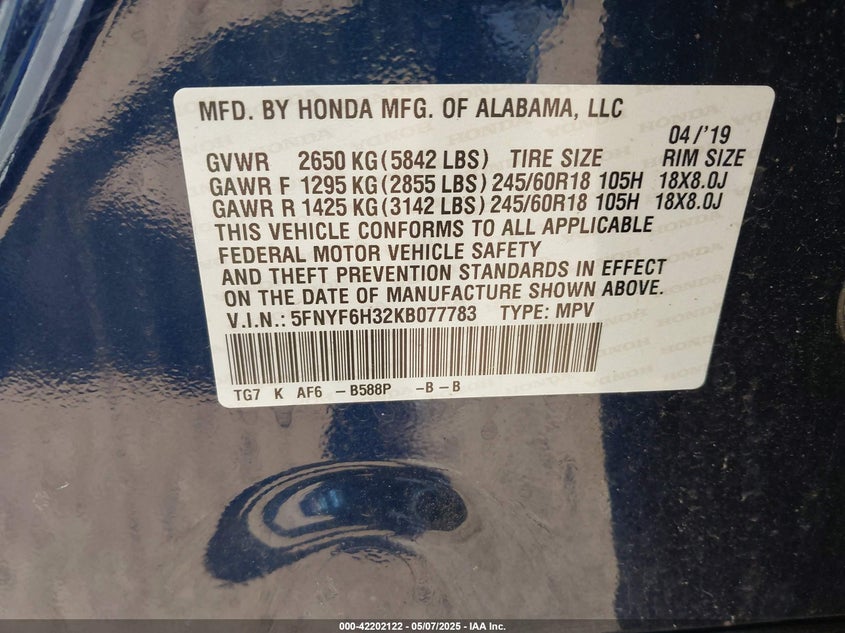 MFD. BY HONDA MFG. OF ALABAMA, LLC
04/'19
GVWR 2650 KG(5842 LBS) TIRE SIZE RIM SIZE
GAWR F 1295 KG(2855 LBS) 245/60R18 105H 18X8.0J
GAWR R 1425 KG(3142 LBS) 245/60R18 105H 18X8.0J
THIS VEHICLE CONFORMS TO ALL APPLICABLE
FEDERAL MOTOR VEHICLE SAFETY
AND THEFT PREVENTION STANDARDS IN EFFECT
ON THE DATE OF MANUFACTURE SHOWN ABOVE.
V.I.N.: 5FNYF6H32KB077783 TYPE: MPV
TG7 K AF6 -B588P -B-B
000-42202122 - 05/07/2025 - IAA Inc.